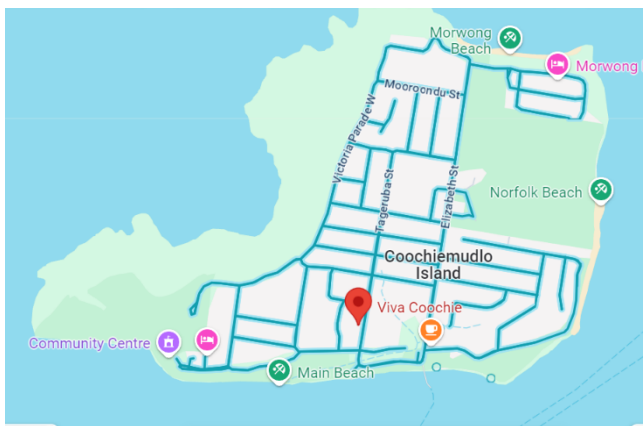 Morwong
Beach
Morwong
Mooroondu St
Victoria Parade W
Tageruba St
Elizabeth St
Norfolk Beach
Coochiemudlo
Island
Viva Coochie
Community Centre
Main Beach